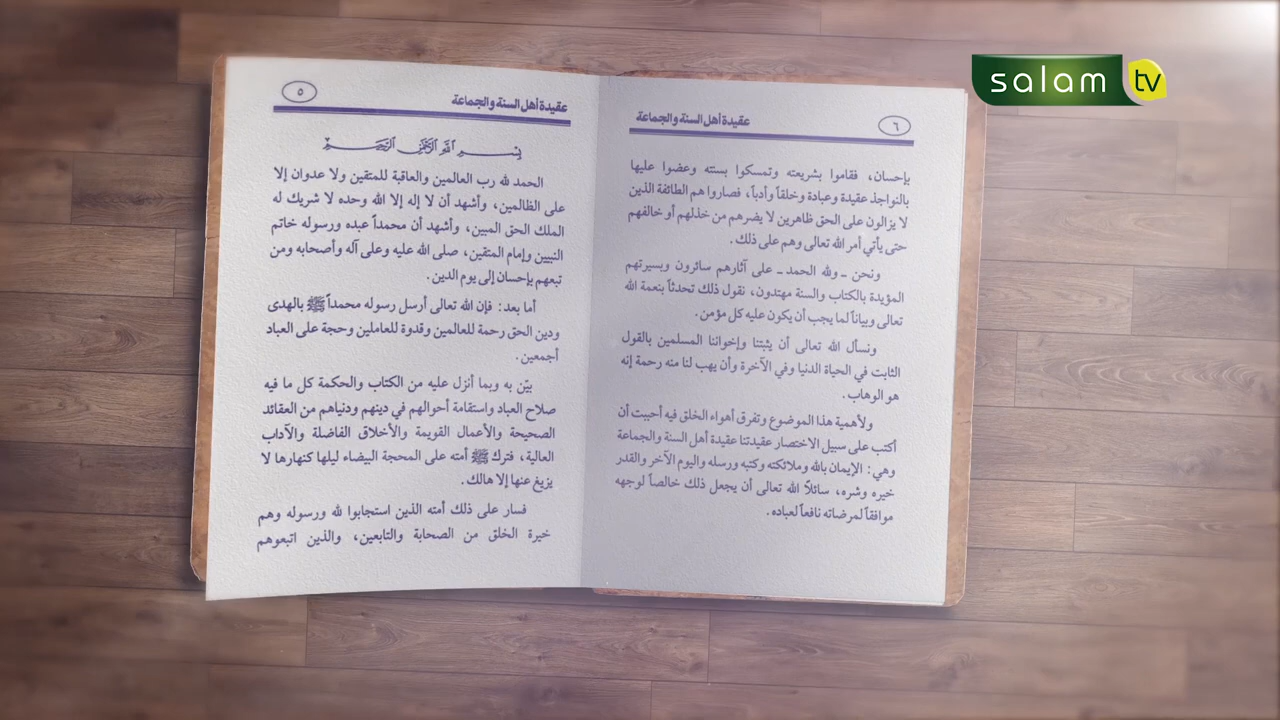 salam tv
٥
عقيدة أهل السنة والجماعة
بسم الله الرحمن الرحيم
الحمد لله رب العالمين والعاقبة للمتقين ولا عدوان إلا
على الظالمين، وأشهد أن لا إله إلا الله وحده لا شريك له
الملك الحق المبين، وأشهد أن محمداً عبده ورسوله خاتم
النبيين وإمام المتقين، صلى الله عليه وعلى آله وأصحابه ومن
تبعهم بإحسان إلى يوم الدين.
أما بعد: فإن الله تعالى أرسل رسوله محمداً ﷺ بالهدى
ودين الحق رحمة للعالمين وقدوة للعاملين وحجة على العباد
أجمعين.
بيّن به وبما أنزل عليه من الكتاب والحكمة كل ما فيه
صلاح العباد واستقامة أحوالهم في دينهم ودنياهم من العقائد
الصحيحة والأعمال القويمة والأخلاق الفاضلة والآداب
العالية، فترك ﷺ أمته على المحجة البيضاء ليلها كنهارها لا
يزيغ عنها إلا هالك.
فسار على ذلك أمته الذين استجابوا لله ورسوله وهم
خيرة الخلق من الصحابة والتابعين، والذين اتبعوهم
عقيدة أهل السنة والجماعة
٦
بإحسان، فقاموا بشريعته وتمسكوا بسنته وعضوا عليها
بالنواجذ عقيدة وعبادة وخلقاً وأدباً، فصاروا هم الطائفة الذين
لا يزالون على الحق ظاهرين لا يضرهم من خذلهم أو خالفهم
حتى يأتي أمر الله تعالى وهم على ذلك.
ونحن ـ ولله الحمد ـ على آثارهم سائرون وبسيرتهم
المؤيدة بالكتاب والسنة مهتدون، نقول ذلك تحدثاً بنعمة الله
تعالى وبياناً لما يجب أن يكون عليه كل مؤمن.
ونسأل الله تعالى أن يثبتنا وإخواننا المسلمين بالقول
الثابت في الحياة الدنيا وفي الآخرة وأن يهب لنا منه رحمة إنه
هو الوهاب.
ولأهمية هذا الموضوع وتفرق أهواء الخلق فيه أحببت أن
أكتب على سبيل الاختصار عقيدتنا عقيدة أهل السنة والجماعة
وهي: الإيمان بالله وملائكته وكتبه ورسله واليوم الآخر والقدر
خيره وشره، سائلاً الله تعالى أن يجعل ذلك خالصاً لوجهه
موافقاً لمرضاته نافعاً لعباده.